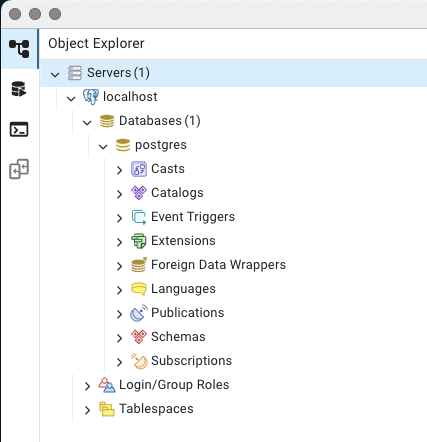 Object Explorer
Servers (1)
localhost
Databases (1)
postgres
Casts
Catalogs
Event Triggers
Extensions
Foreign Data Wrappers
Languages
Publications
Schemas
Subscriptions
Login/Group Roles
Tablespaces